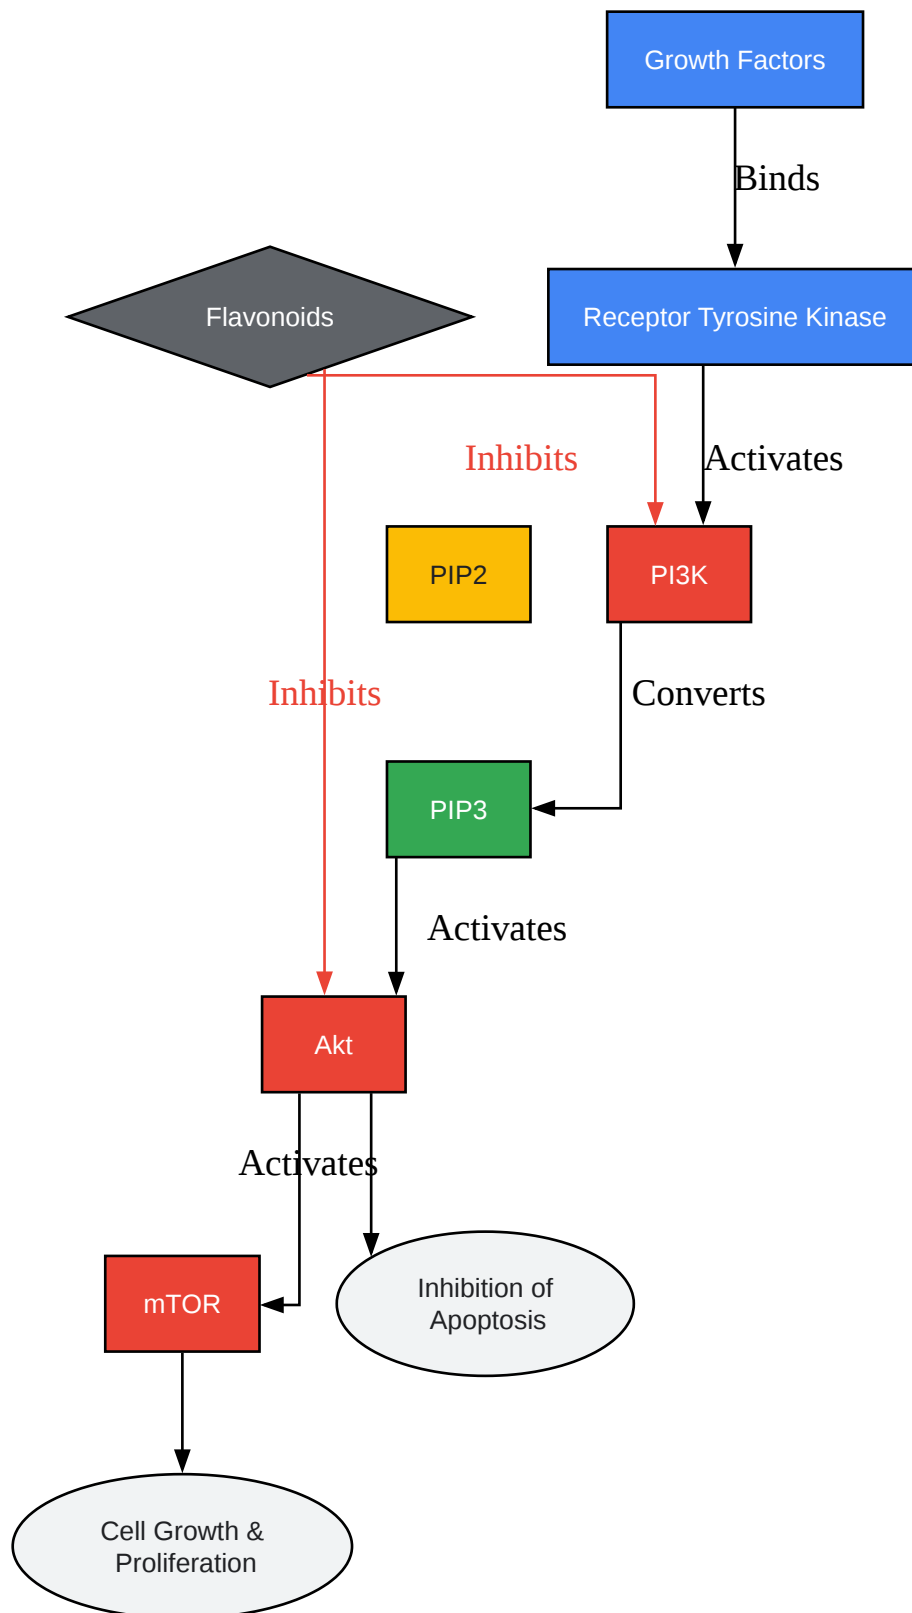 Growth Factors
Binds
Flavonoids
Receptor Tyrosine Kinase
Inhibits
Activates
PIP2
PI3K
Inhibits
Converts
PIP3
Activates
Akt
Activates
mTOR
Inhibition of
Apoptosis
Cell Growth &
Proliferation